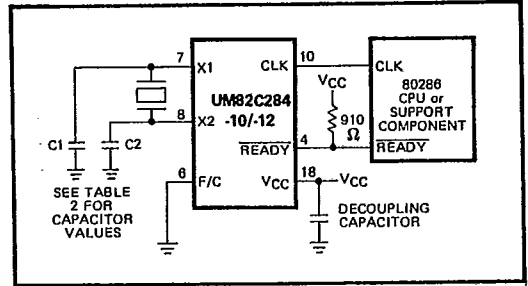 7
X1
CLK
10
CLK
VCC
80286
CPU or
SUPPORT
COMPONENT
UM82C284
-10/-12
8
X2
910
Ω
C1
C2
READY
4
READY
SEE TABLE
2 FOR
CAPACITOR
VALUES
6
F/C
VCC
18
VCC
DECOUPLING
CAPACITOR